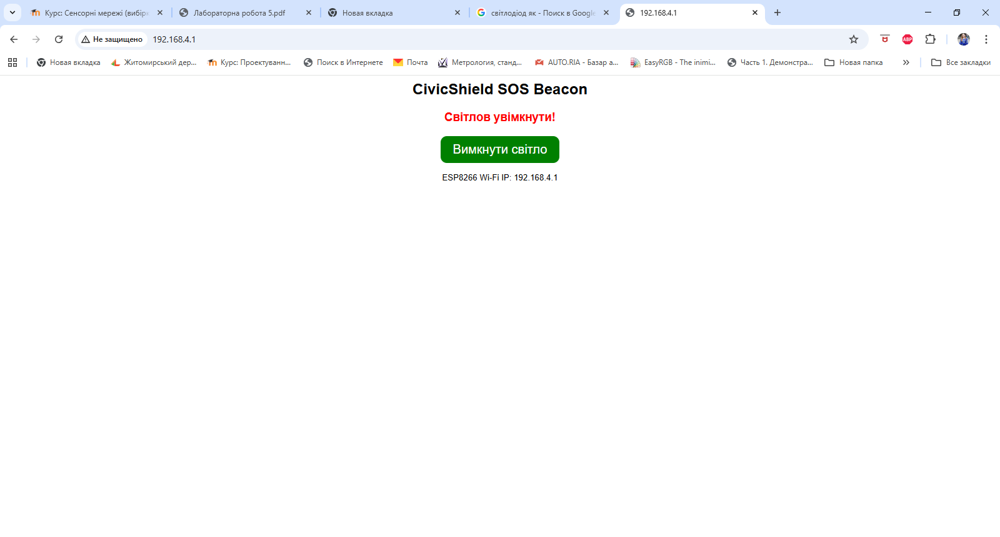 Курс: Сенсорні мережі (вибірк
Лабораторна робота 5.pdf
Новая вкладка
світлодіод як - Поиск в Google
192.168.4.1
Не защищено
192.168.4.1
ABP
Новая вкладка
Житомирський дер...
Курс: Проектуванн...
Поиск в Интернете
Почта
Метрология, станд...
AUTO.RIA - Базар а...
EasyRGB - The inimi...
Часть 1. Демонстра...
Новая папка
Все закладки
CivicShield SOS Beacon
Світлов увімкнути!
Вимкнути світло
ESP8266 Wi-Fi IP: 192.168.4.1